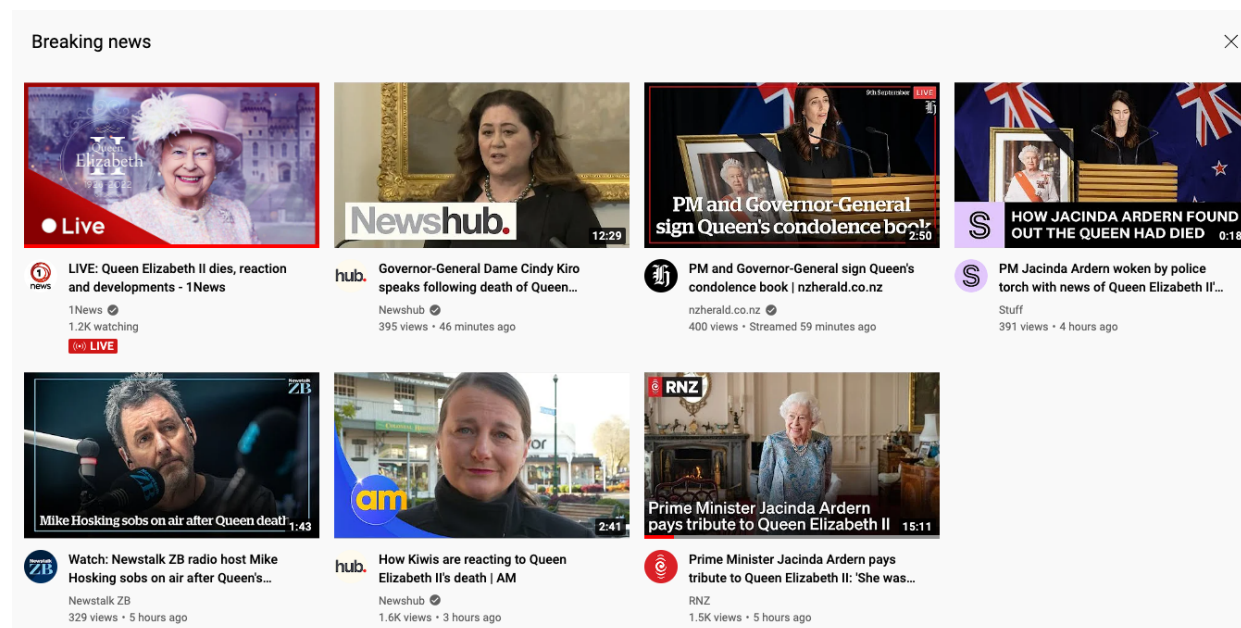 Breaking news
Queen
II
Elizabeth
1926-2022
Live
Newshub.
12:29
9th September LIVE
PM and Governor-General
sign Queen's condolence book
2:50
S
HOW JACINDA ARDERN FOUND
OUT THE QUEEN HAD DIED
0:18
1
news
LIVE: Queen Elizabeth II dies, reaction
and developments - 1News
1News
1.2K watching
LIVE
hub.
Governor-General Dame Cindy Kiro
speaks following death of Queen...
Newshub
395 views • 46 minutes ago
PM and Governor-General sign Queen's
condolence book | nzherald.co.nz
nzherald.co.nz
400 views • Streamed 59 minutes ago
S
PM Jacinda Ardern woken by police
torch with news of Queen Elizabeth II'...
Stuff
391 views • 4 hours ago
Newstalk
ZB
ZB
Mike Hosking sobs on air after Queen death
1:43
am
2:41
RNZ
Prime Minister Jacinda Ardern
pays tribute to Queen Elizabeth II
15:11
Newstalk
ZB
Watch: Newstalk ZB radio host Mike
Hosking sobs on air after Queen's...
Newstalk ZB
329 views • 5 hours ago
hub.
How Kiwis are reacting to Queen
Elizabeth II's death | AM
Newshub
1.6K views • 3 hours ago
Prime Minister Jacinda Ardern pays
tribute to Queen Elizabeth II: 'She was...
RNZ
1.5K views • 5 hours ago